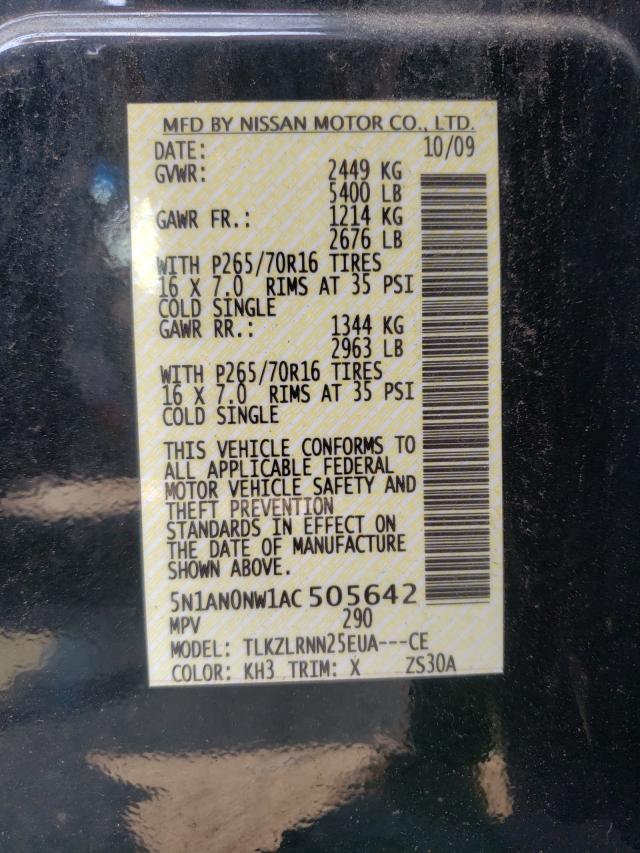 MFD BY NISSAN MOTOR CO., LTD.
DATE: 10/09
GVWR: 2449 KG
5400 LB
GAWR FR.: 1214 KG
2676 LB
WITH P265/70R16 TIRES
16 X 7.0 RIMS AT 35 PSI
COLD SINGLE
GAWR RR.: 1344 KG
2963 LB
WITH P265/70R16 TIRES
16 X 7.0 RIMS AT 35 PSI
COLD SINGLE
THIS VEHICLE CONFORMS TO
ALL APPLICABLE FEDERAL
MOTOR VEHICLE SAFETY AND
THEFT PREVENTION
STANDARDS IN EFFECT ON
THE DATE OF MANUFACTURE
SHOWN ABOVE.
5N1AN0NW1AC 505642
MPV 290
MODEL: TLKZLRNN25EUA---CE
COLOR: KH3 TRIM: X ZS30A